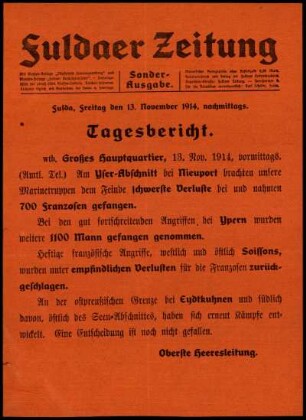 Fuldaer Zeitung
Sonder-
Ausgabe.
Fulda, Freitag den 13. November 1914, nachmittags.
Tagesbericht.
wtb. Großes Hauptquartier, 13. Nov. 1914, vormittags.
(Amtl. Tel.) Am Yser-Abschnitt bei Nieuport brachten unsere
Marinetruppen dem Feinde schwerste Verluste bei und nahmen
700 Franzosen gefangen.
Bei den gut fortschreitenden Angriffen bei Ypern wurden
weitere 1100 Mann gefangen genommen.
Heftige französische Angriffe, westlich und östlich Soissons,
wurden unter empfindlichen Verlusten für die Franzosen zurück-
geschlagen.
An der ostpreußischen Grenze bei Eydtkuhnen und südlich
davon, östlich des Seen-Abschnittes, haben sich erneut Kämpfe ent-
wickelt. Eine Entscheidung ist noch nicht gefallen.
Oberste Heeresleitung.